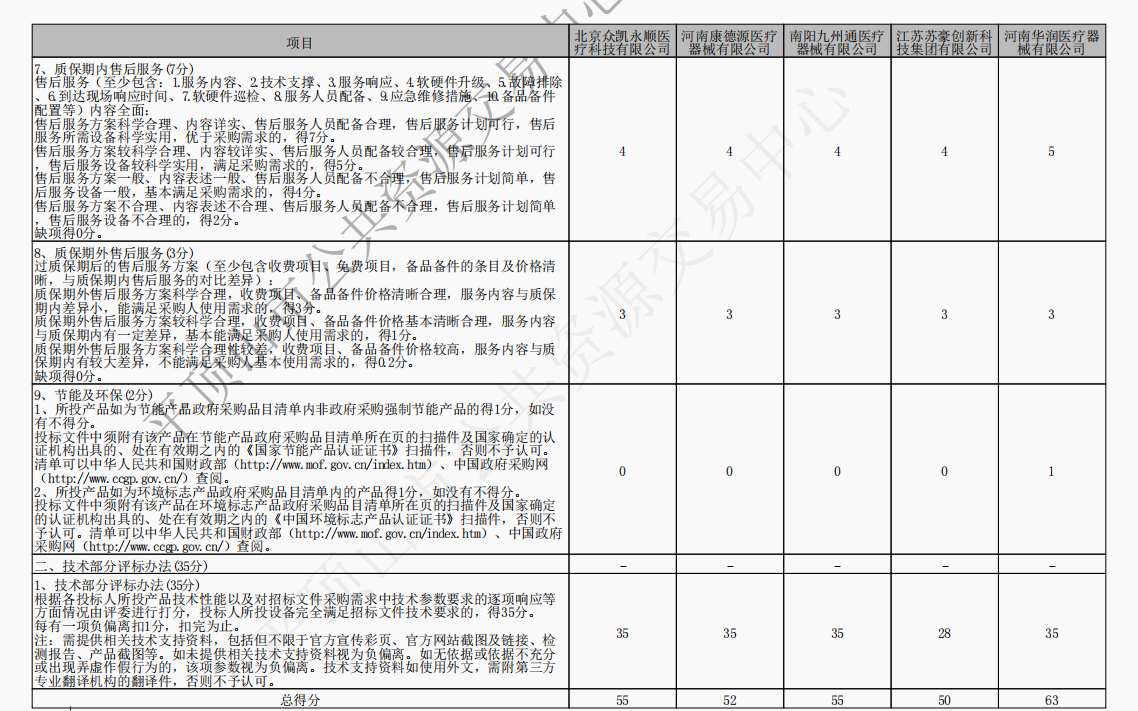 项目
北京众凯永顺医
疗科技有限公司
河南康德源医疗
器械有限公司
南阳九州通医疗
器械有限公司
江苏苏豪创新科
技集团有限公司
河南华润医疗器
械有限公司
7、质保期内售后服务(7分)
售后服务（至少包含：1.服务内容、2.技术支撑、3.服务响应、4.软硬件升级、5.故障排除
、6.到达现场响应时间、7.软硬件巡检、8.服务人员配备、9.应急维修措施、10.备品备件
配置等）内容全面：
售后服务方案科学合理、内容详实、售后服务人员配备合理，售后服务计划可行，售后
服务所需设备科学实用，优于采购需求的，得7分。
售后服务方案较科学合理、内容较详实、售后服务人员配备较合理，售后服务计划可行
，售后服务设备较科学实用，满足采购需求的，得5分。
售后服务方案一般、内容表述一般、售后服务人员配备不合理，售后服务计划简单，售
后服务设备一般，基本满足采购需求的，得4分。
售后服务方案不合理、内容表述不合理、售后服务人员配备不合理，售后服务计划简单
，售后服务设备不合理的，得2分。
缺项得0分。
4 4 4 4 5
8、质保期外售后服务(3分)
过质保期后的售后服务方案（至少包含收费项目、免费项目，备品备件的条目及价格清
晰，与质保期内售后服务的对比差异）：
质保期外售后服务方案科学合理，收费项目、备品备件价格清晰合理，服务内容与质保
期内差异小，能满足采购人使用需求的，得3分。
质保期外售后服务方案较科学合理，收费项目、备品备件价格基本清晰合理，服务内容
与质保期内有一定差异，基本能满足采购人使用需求的，得1分。
质保期外售后服务方案科学合理性较差，收费项目、备品备件价格较高，服务内容与质
保期内有较大差异，不能满足采购人基本使用需求的，得0.2分。
缺项得0分。
3 3 3 3 3
9、节能及环保(2分)
1、所投产品如为节能产品政府采购品目清单内非政府采购强制节能产品的得1分，如没
有不得分。
投标文件中须附有该产品在节能产品政府采购品目清单所在页的扫描件及国家确定的认
证机构出具的、处在有效期之内的《国家节能产品认证证书》扫描件，否则不予认可。
清单可以中华人民共和国财政部（http://www.mof.gov.cn/index.htm）、中国政府采购网
（http://www.ccgp.gov.cn/）查阅。
2、所投产品如为环境标志产品政府采购品目清单内的产品得1分，如没有不得分。
投标文件中须附有该产品在环境标志产品政府采购品目清单所在页的扫描件及国家确定
的认证机构出具的、处在有效期之内的《中国环境标志产品认证证书》扫描件，否则不
予认可。清单可以中华人民共和国财政部（http://www.mof.gov.cn/index.htm）、中国政府
采购网（http://www.ccgp.gov.cn/）查阅。
0 0 0 0 1
二、技术部分评标办法(35分)
– – – – –
1、技术部分评标办法(35分)
根据各投标人所投产品技术性能以及对招标文件采购需求中技术参数要求的逐项响应等
方面情况由评委进行打分，投标人所投设备完全满足招标文件技术要求的，得35分。
每有一项负偏离扣1分，扣完为止。
注：需提供相关技术支持资料，包括但不限于官方宣传彩页、官方网站截图及链接、检
测报告、产品截图等。如未提供相关技术支持资料视为负偏离。如无依据或依据不充分
或出现弄虚作假行为的，该项参数视为负偏离。技术支持资料如使用外文，需附第三方
专业翻译机构的翻译件，否则不予认可。
35 35 35 28 35
总得分
55 52 55 50 63
平顶山市公共资源交易中心
平顶山市公共资源交易中心